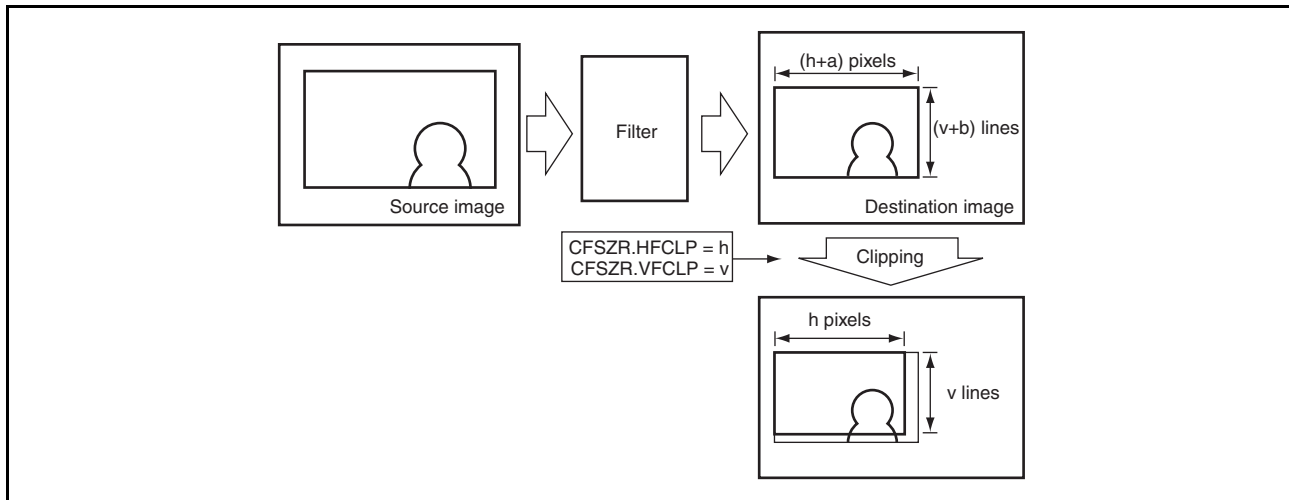 (h+a) pixels
(v+b) lines
Filter
Source image
Destination image
CFSZR.HFCLP = h
CFSZR.VFCLP = v
Clipping
h pixels
v lines